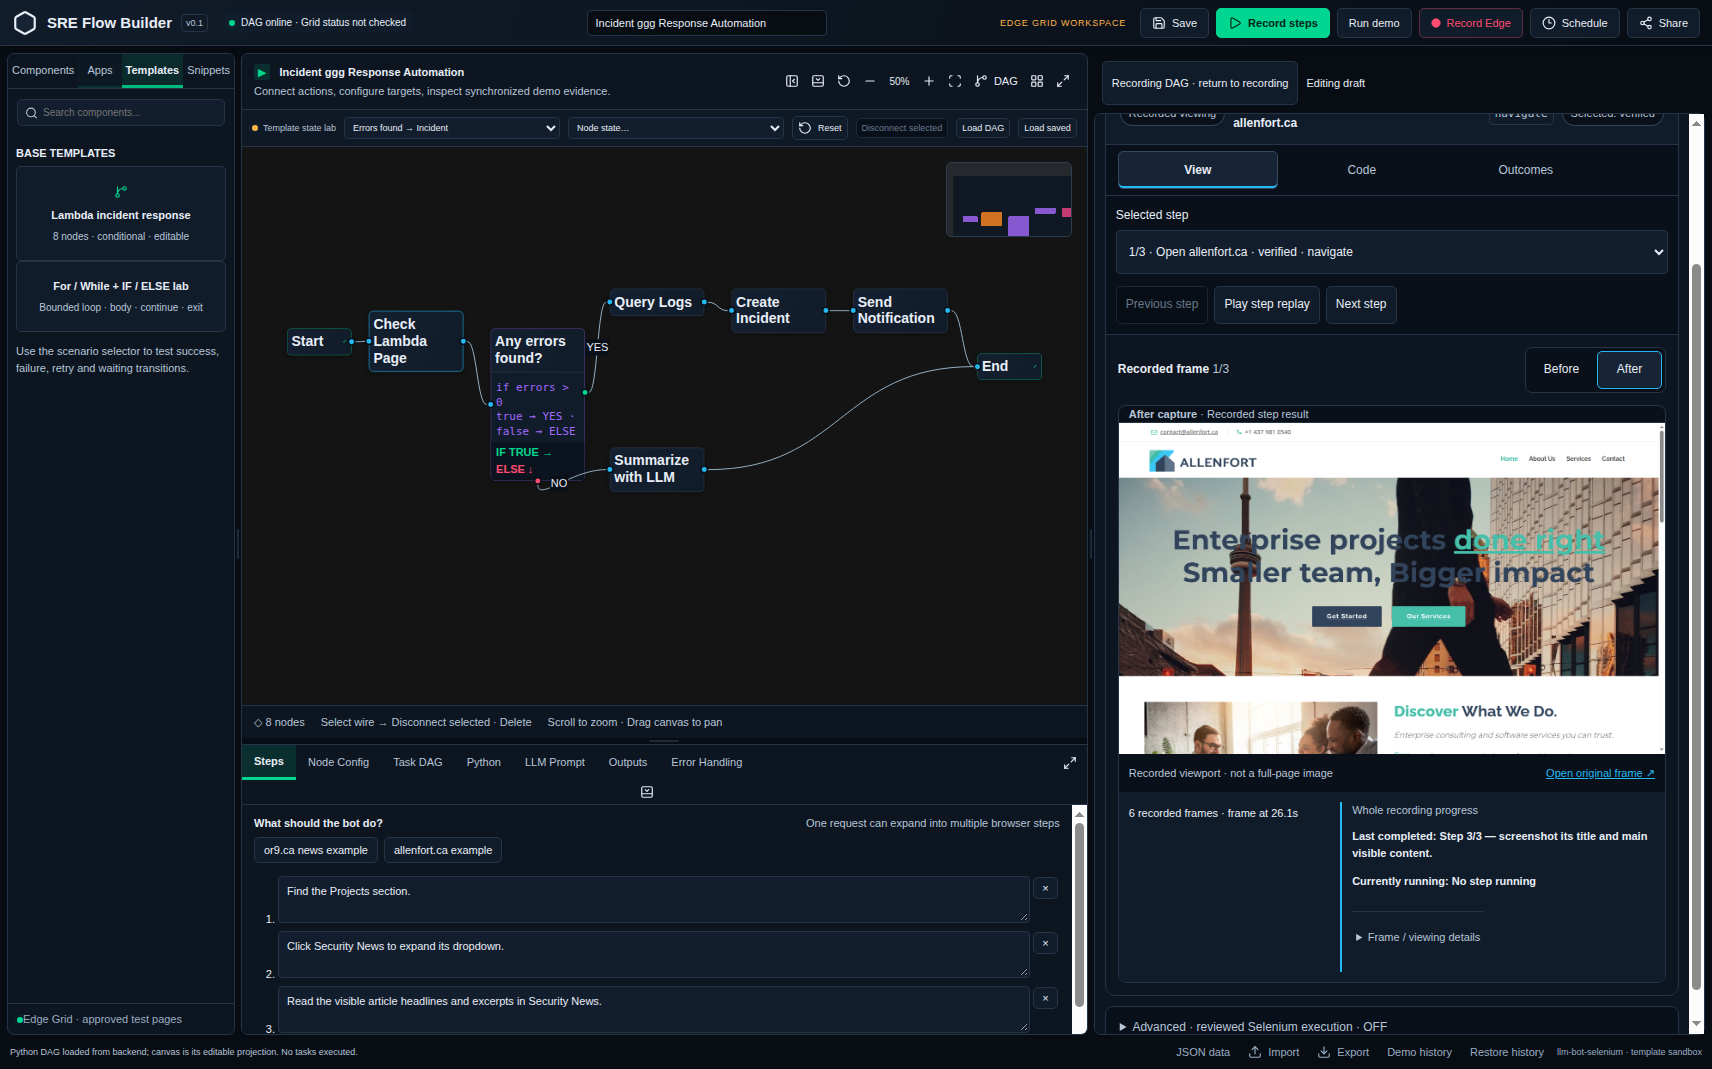 SRE Flow Builder v0.1 DAG online · Grid status not checked Incident ggg Response Automation EDGE GRID WORKSPACE Save Record steps Run demo Record Edge Schedule Share
Components Apps Templates Snippets
Search components...
BASE TEMPLATES
Lambda incident response
8 nodes · conditional · editable
For / While + IF / ELSE lab
Bounded loop · body · continue · exit
Use the scenario selector to test success,
failure, retry and waiting transitions.
Edge Grid · approved test pages
Incident ggg Response Automation
Connect actions, configure targets, inspect synchronized demo evidence.
50% DAG
Template state lab Errors found → Incident Node state… Reset Disconnect selected Load DAG Load saved
Start
Check
Lambda
Page
Any errors
found?
if errors >
0
true → YES ·
false → ELSE
IF TRUE →
ELSE ↓
YES
NO
Query Logs
Create
Incident
Send
Notification
End
Summarize
with LLM
8 nodes Select wire → Disconnect selected · Delete Scroll to zoom · Drag canvas to pan
Steps Node Config Task DAG Python LLM Prompt Outputs Error Handling
What should the bot do? One request can expand into multiple browser steps
or9.ca news example allenfort.ca example
1. Find the Projects section. ×
2. Click Security News to expand its dropdown. ×
3. Read the visible article headlines and excerpts in Security News. ×
Recording DAG · return to recording Editing draft
allenfort.ca
View Code Outcomes
Selected step
1/3 · Open allenfort.ca · verified · navigate
Previous step Play step replay Next step
Recorded frame 1/3 Before After
After capture · Recorded step result
contact@allenfort.ca +1 437 981 0540
ALLENFORT Home About Us Services Contact
Enterprise projects done right
Smaller team, Bigger impact
Get Started Our Services
Discover What We Do.
Enterprise consulting and software services you can trust.
Recorded viewport · not a full-page image Open original frame ↗
6 recorded frames · frame at 26.1s
Whole recording progress
Last completed: Step 3/3 — screenshot its title and main
visible content.
Currently running: No step running
Frame / viewing details
Advanced · reviewed Selenium execution · OFF
Python DAG loaded from backend; canvas is its editable projection. No tasks executed. JSON data Import Export Demo history Restore history llm-bot-selenium · template sandbox